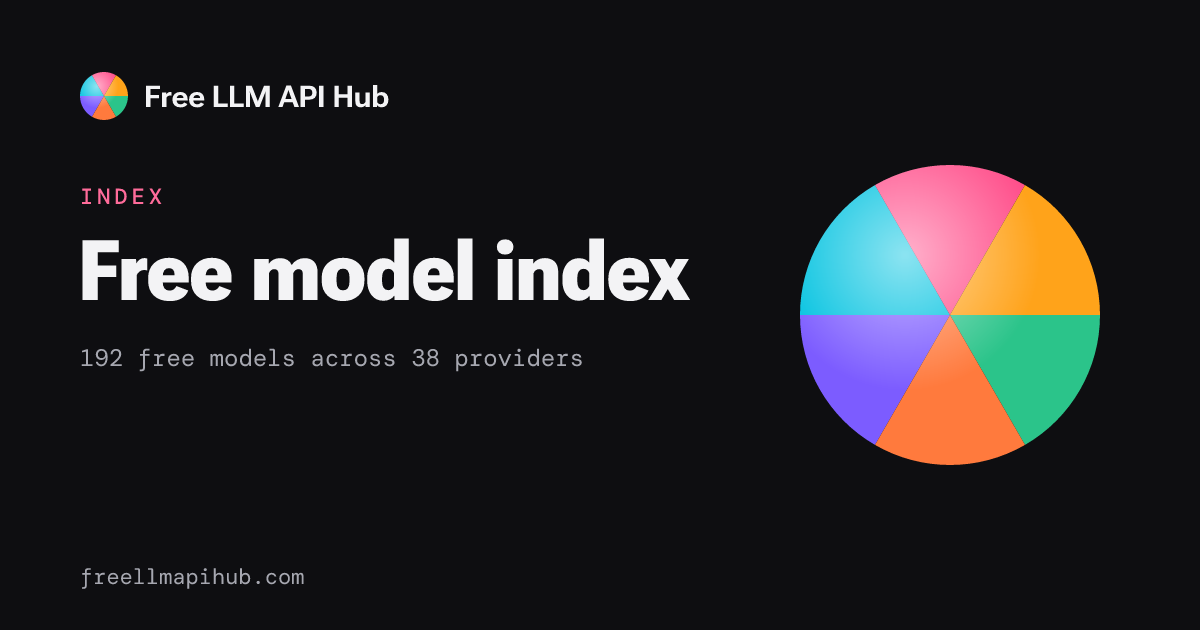 Free LLM API Hub
INDEX
Free model index
192 free models across 38 providers
freellmapihub.com